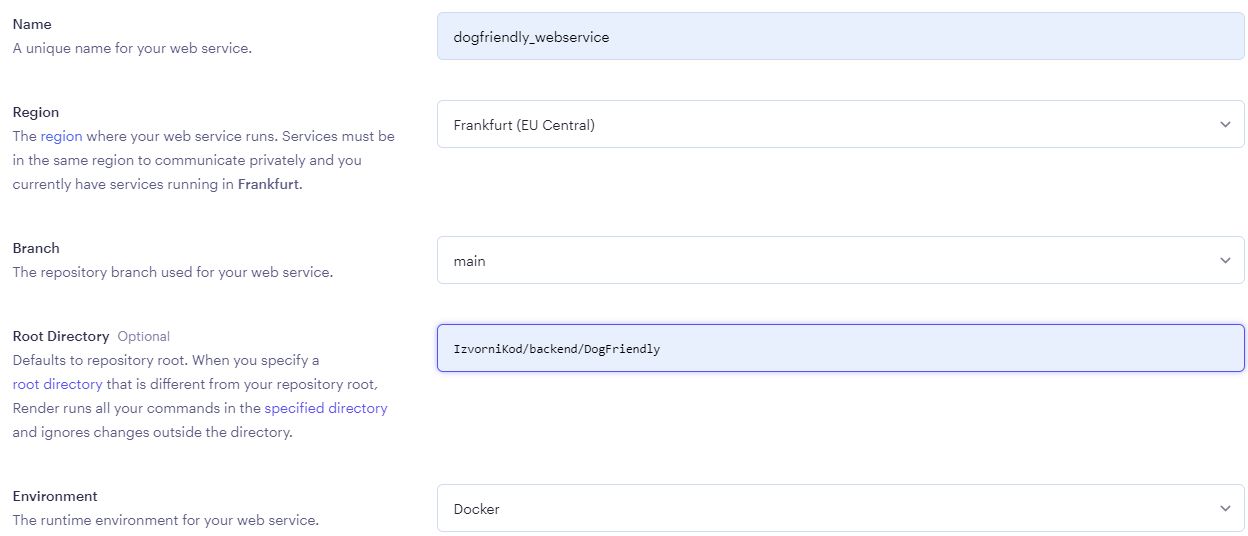 Name
A unique name for your web service.
dogfriendly_webservice
Region
The region where your web service runs. Services must be
in the same region to communicate privately and you
currently have services running in Frankfurt.
Frankfurt (EU Central)
Branch
The repository branch used for your web service.
main
Root Directory Optional
Defaults to repository root. When you specify a
root directory that is different from your repository root,
Render runs all your commands in the specified directory
and ignores changes outside the directory.
IzvorniKod/backend/DogFriendly
Environment
The runtime environment for your web service.
Docker